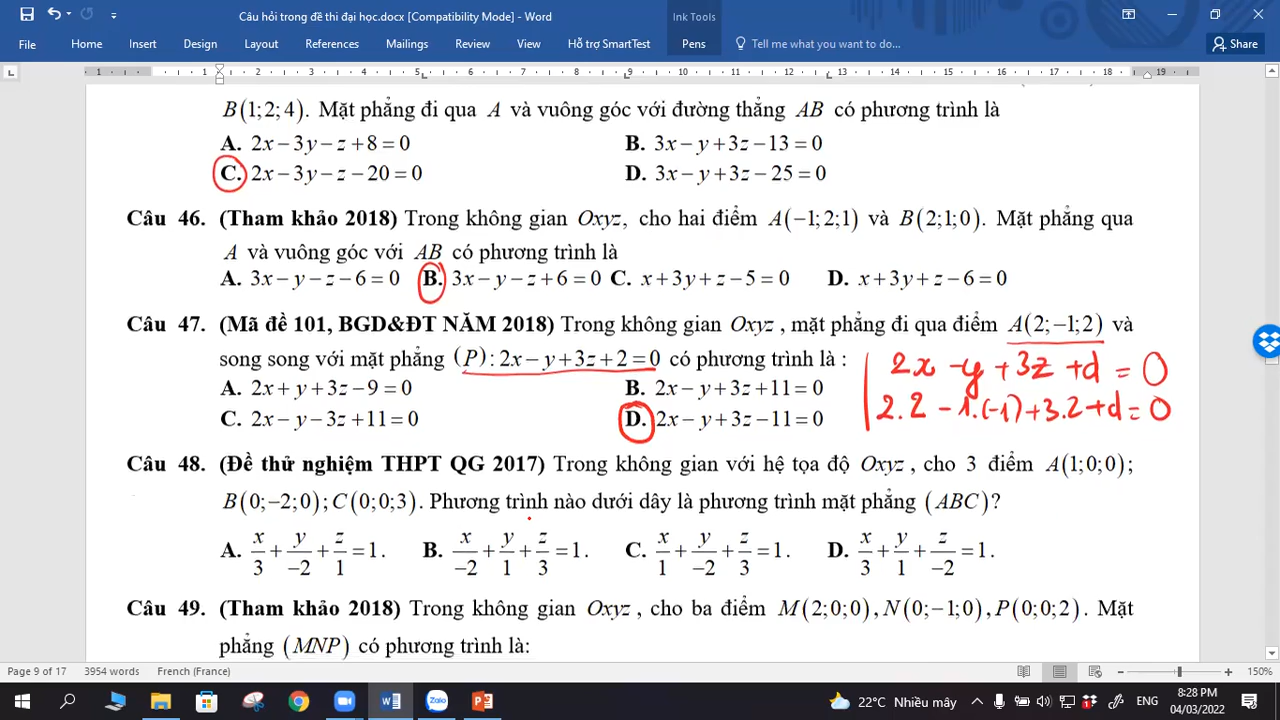 Câu hỏi trong đề thi đại học.docx [Compatibility Mode] - Word
Ink Tools
File Home Insert Design Layout References Mailings Review View Hỗ trợ SmartTest Pens Tell me what you want to do... Share
B(1;2;4). Mặt phẳng đi qua A và vuông góc với đường thẳng AB có phương trình là
A. 2x−3y−z+8=0 B. 3x−y+3z−13=0
C. 2x−3y−z−20=0 D. 3x−y+3z−25=0
Câu 46. (Tham khảo 2018) Trong không gian Oxyz, cho hai điểm A(−1;2;1) và B(2;1;0). Mặt phẳng qua
A và vuông góc với AB có phương trình là
A. 3x−y−z−6=0 B. 3x−y−z+6=0 C. x+3y+z−5=0 D. x+3y+z−6=0
Câu 47. (Mã đề 101, BGD&ĐT NĂM 2018) Trong không gian Oxyz, mặt phẳng đi qua điểm A(2;−1;2) và
song song với mặt phẳng (P): 2x−y+3z+2=0 có phương trình là :
2x −y +3z +d = 0
A. 2x+y+3z−9=0 B. 2x−y+3z+11=0
2.2 − 1.(−1)+3.2+d=0
C. 2x−y−3z+11=0 D. 2x−y+3z−11=0
Câu 48. (Đề thử nghiệm THPT QG 2017) Trong không gian với hệ tọa độ Oxyz, cho 3 điểm A(1;0;0);
B(0;−2;0);C(0;0;3). Phương trình nào dưới dây là phương trình mặt phẳng (ABC)?
A. x/3+y/−2+z/1=1. B. x/−2+y/1+z/3=1. C. x/1+y/−2+z/3=1. D. x/3+y/1+z/−2=1.
Câu 49. (Tham khảo 2018) Trong không gian Oxyz, cho ba điểm M(2;0;0),N(0;−1;0),P(0;0;2). Mặt
phẳng (MNP) có phương trình là:
Page 9 of 17 3954 words French (France) 150%
Zalo 22°C Nhiều mây ENG 8:28 PM
04/03/2022